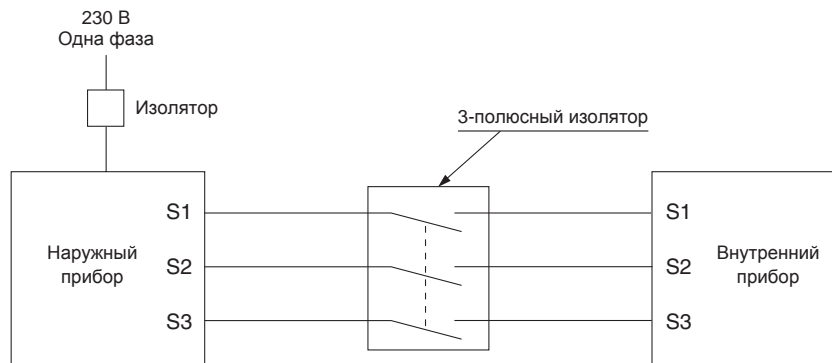 230 В
Одна фаза
Изолятор
3-полюсный изолятор
S1
S1
Наружный
прибор
S2
S2
Внутренний
прибор
S3
S3